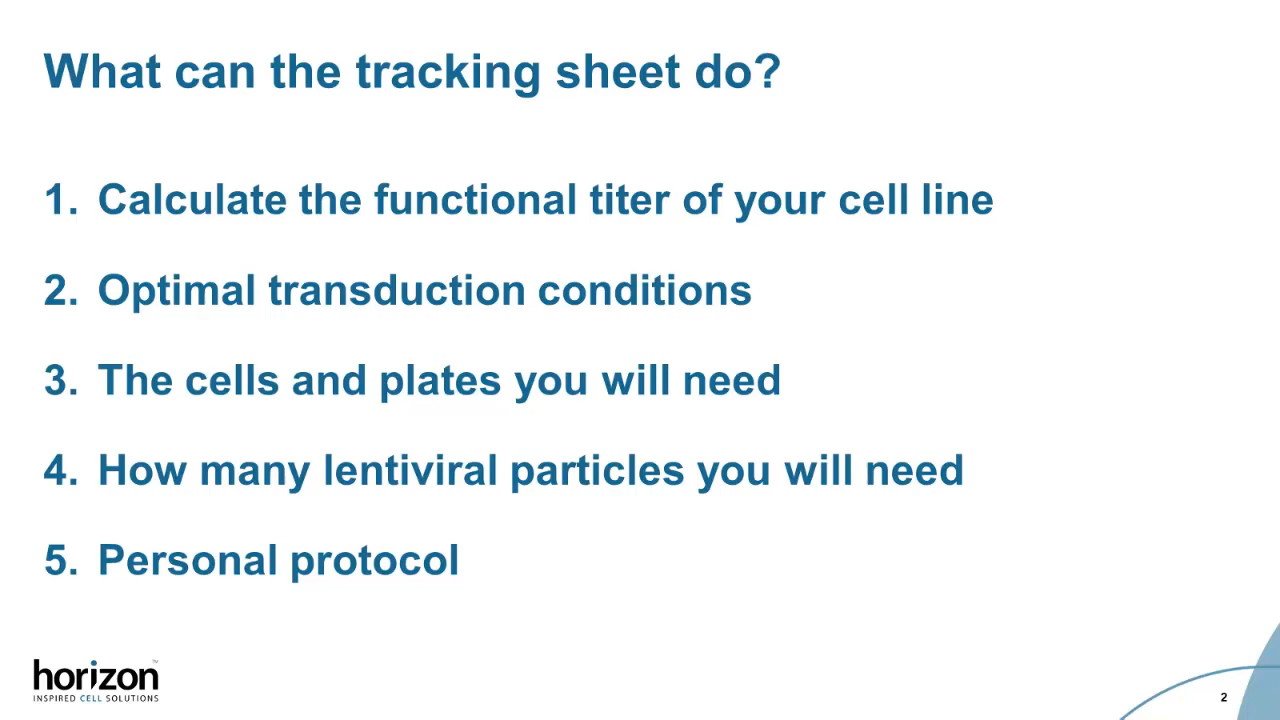 What can the tracking sheet do?
1. Calculate the functional titer of your cell line
2. Optimal transduction conditions
3. The cells and plates you will need
4. How many lentiviral particles you will need
5. Personal protocol
horizon™
INSPIRED CELL SOLUTIONS
2